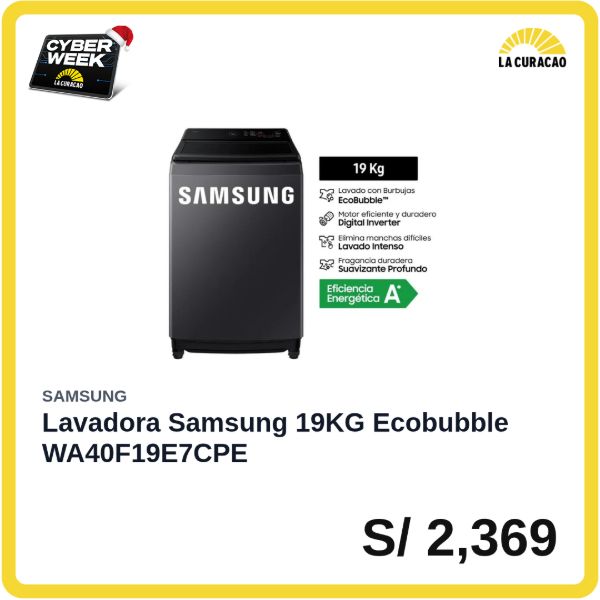 CYBER
WEEK
LA CURACAO
LA CURACAO
SAMSUNG
19 Kg
Lavado con Burbujas
EcoBubble™
Motor eficiente y duradero
Digital Inverter
Elimina manchas difíciles
Lavado Intenso
Fragancia duradera
Suavizante Profundo
Eficiencia
Energética A*
SAMSUNG
Lavadora Samsung 19KG Ecobubble
WA40F19E7CPE
S/ 2,369